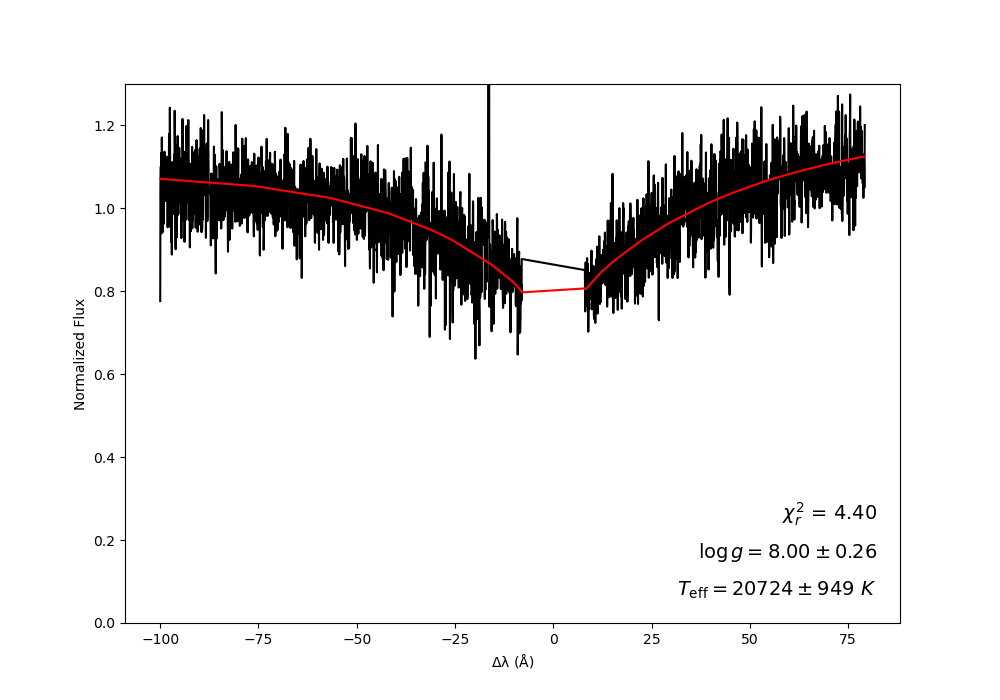 1.2
1.0
0.8
0.6
0.4
0.2
0.0
Normalized Flux
χ²ᵣ = 4.40
log g = 8.00 ± 0.26
T_eff = 20724 ± 949 K
−100 −75 −50 −25 0 25 50 75
Δλ (Å)